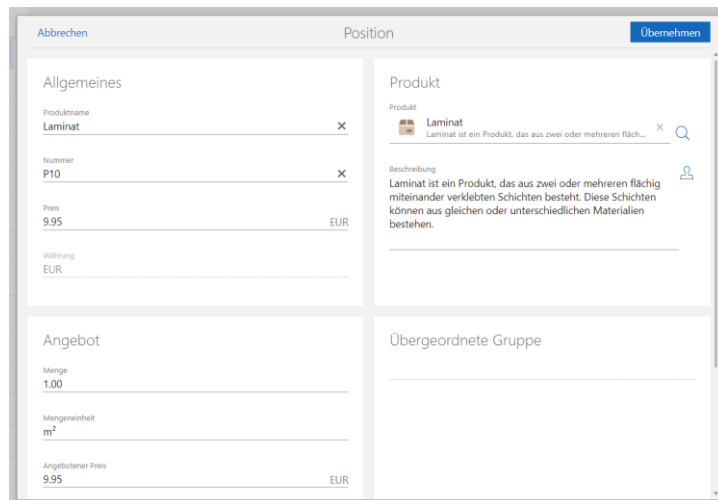 Abbrechen
Position
Übernehmen
Allgemeines
Produktname
Laminat
Nummer
P10
Preis
9.95 EUR
Währung
EUR
Produkt
Produkt
Laminat
Laminat ist ein Produkt, das aus zwei oder mehreren fläch...
Beschreibung
Laminat ist ein Produkt, das aus zwei oder mehreren flächig
miteinander verklebten Schichten besteht. Diese Schichten
können aus gleichen oder unterschiedlichen Materialien
bestehen.
Angebot
Menge
1.00
Mengeneinheit
m²
Angebotener Preis
9.95 EUR
Übergeordnete Gruppe